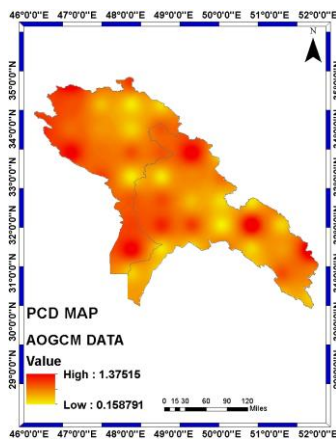 46°0'0"E 47°0'0"E 48°0'0"E 49°0'0"E 50°0'0"E 51°0'0"E 52°0'0"E
N
35°0'0"N
34°0'0"N
33°0'0"N
32°0'0"N
31°0'0"N
30°0'0"N
29°0'0"N
PCD MAP
AOGCM DATA
Value
High : 1.37515
Low : 0.158791
0 15 30 60 90 120
Miles
46°0'0"E 47°0'0"E 48°0'0"E 49°0'0"E 50°0'0"E 51°0'0"E 52°0'0"E